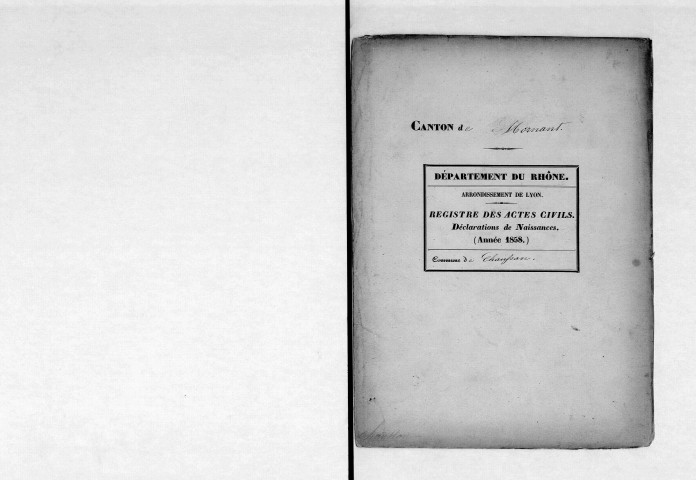 CANTON de Mornant.
DÉPARTEMENT DU RHÔNE.
ARRONDISSEMENT DE LYON.
REGISTRE DES ACTES CIVILS.
Déclarations de Naissances.
(Année 1858.)
Commune de Chaussan.